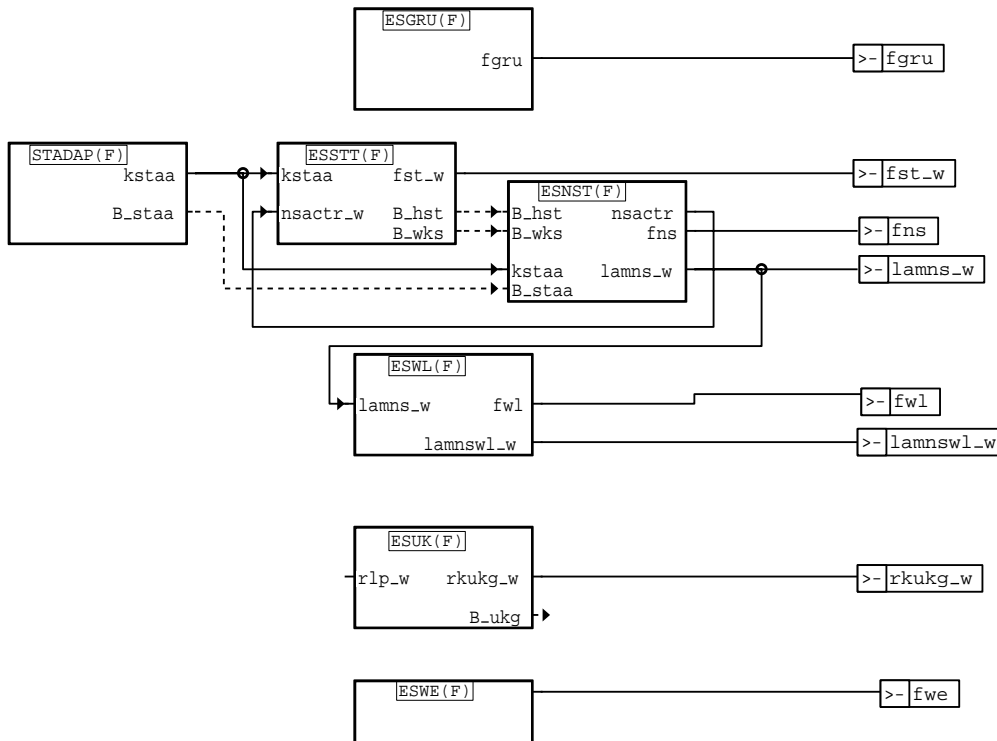 ESGRU(F)
fgru
>- fgru
STADAP(F)
kstaa
B_staa
ESSTT(F)
kstaa fst_w
nsactr_w
B_hst
B_wks
>- fst_w
ESNST(F)
B_hst nsactr
B_wks fns
kstaa lamns_w
B_staa
>- fns
>- lamns_w
ESWL(F)
lamns_w fwl
lamnswl_w
>- fwl
>- lamnswl_w
ESUK(F)
rlp_w rkukg_w
B_ukg
>- rkukg_w
ESWE(F)
>- fwe